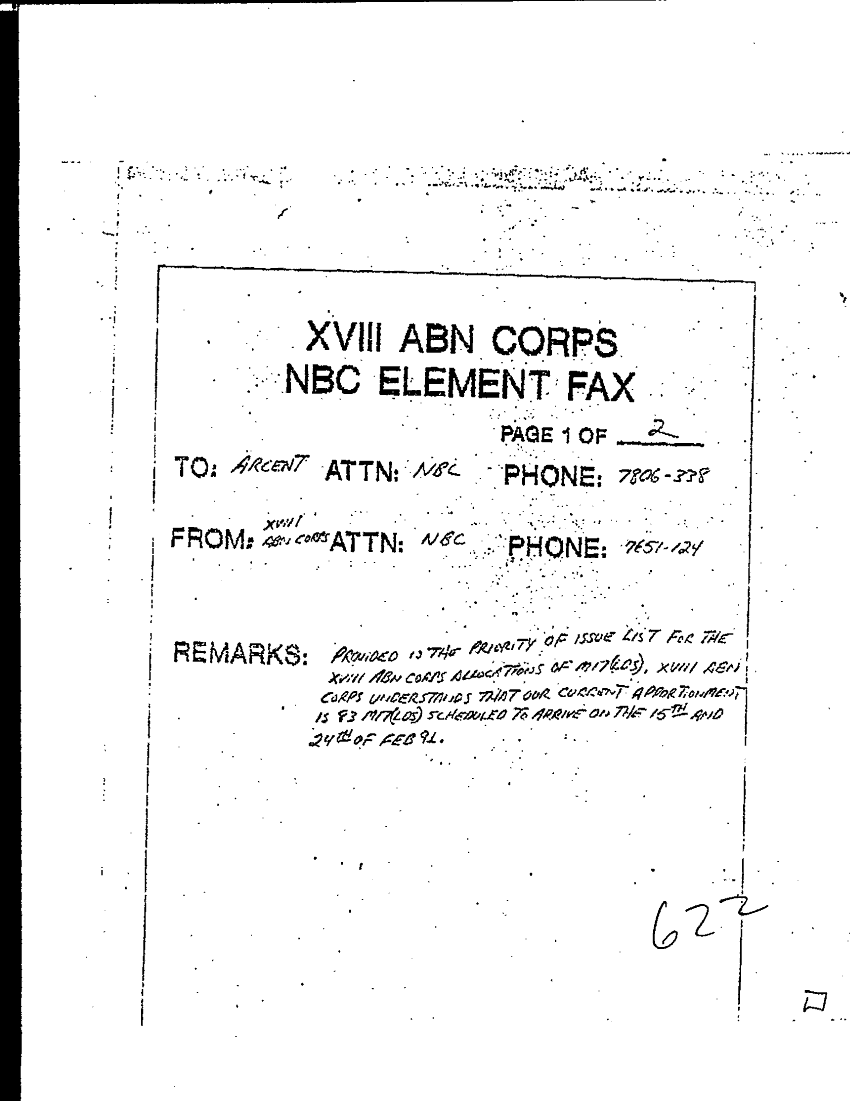 XVIII ABN CORPS
NBC ELEMENT FAX
PAGE 1 OF 2
TO: ARCENT ATTN: NBC PHONE: 7806-338
FROM: XVIII ABN CORPS ATTN: NBC PHONE: 7651-124
REMARKS: PROVIDED IS THE PRIORITY OF ISSUE LIST FOR THE
XVIII ABN CORPS ALLOCATIONS OF M17(LDS), XVIII ABN
CORPS UNDERSTANDS THAT OUR CURRENT APPORTIONMENT
IS 83 M17(LDS) SCHEDULED TO ARRIVE ON THE 15TH AND
24TH OF FEB 91.
622